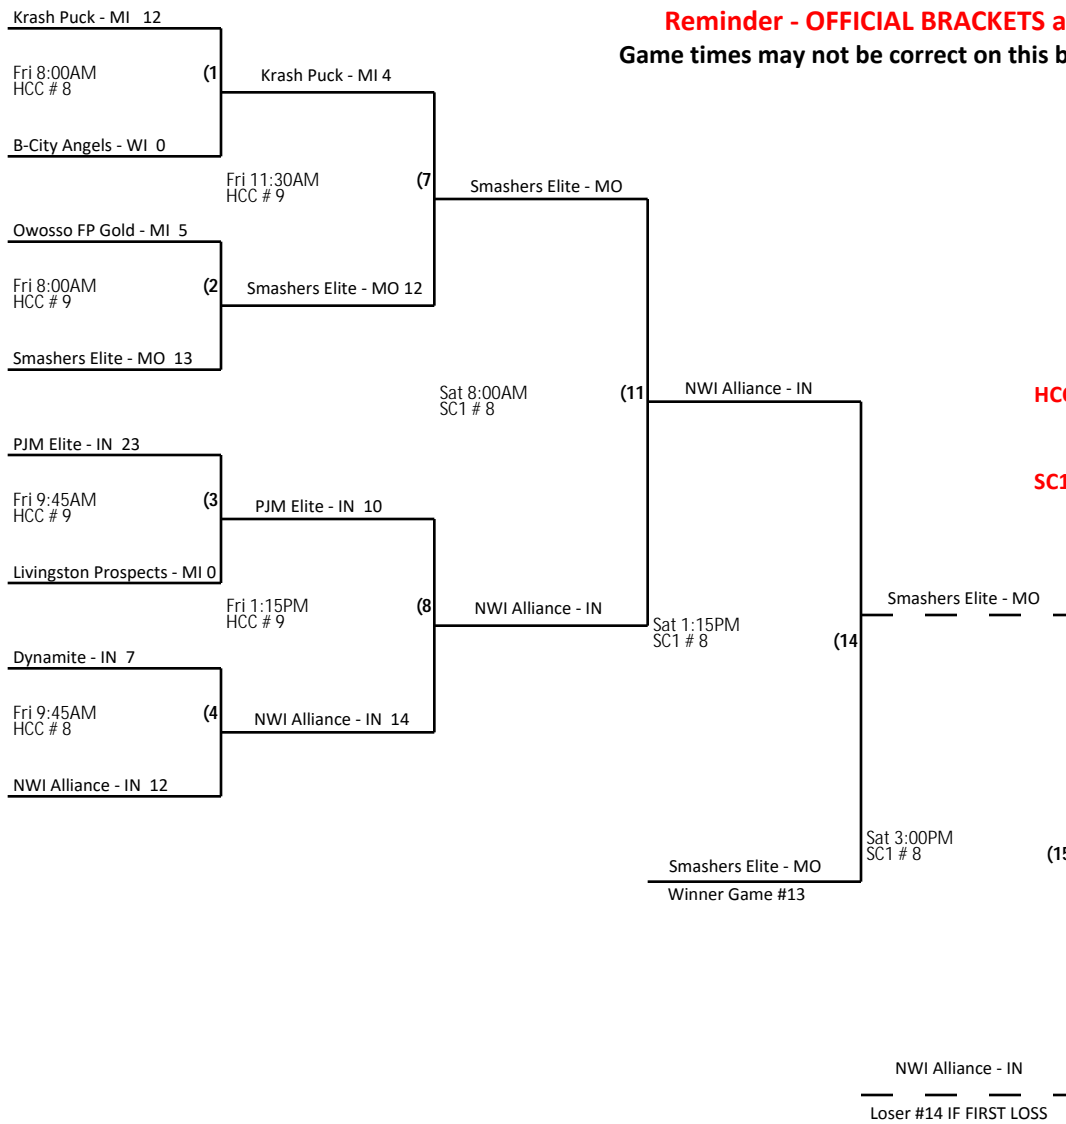 Krash Puck - MI 12
Reminder - OFFICIAL BRACKETS a
Game times may not be correct on this b
Fri 8:00AM
HCC # 8
(1
Krash Puck - MI 4
B-City Angels - WI 0
Fri 11:30AM
HCC # 9
(7
Smashers Elite - MO
Owosso FP Gold - MI 5
Fri 8:00AM
HCC # 9
(2
Smashers Elite - MO 12
Smashers Elite - MO 13
Sat 8:00AM
SC1 # 8
(11
NWI Alliance - IN
HCC
PJM Elite - IN 23
SC1
Fri 9:45AM
HCC # 9
(3
PJM Elite - IN 10
Livingston Prospects - MI 0
Fri 1:15PM
HCC # 9
(8
NWI Alliance - IN
Smashers Elite - MO
Sat 1:15PM
SC1 # 8
(14
Dynamite - IN 7
Fri 9:45AM
HCC # 8
(4
NWI Alliance - IN 14
NWI Alliance - IN 12
Sat 3:00PM
SC1 # 8
(15
Smashers Elite - MO
Winner Game #13
NWI Alliance - IN
Loser #14 IF FIRST LOSS